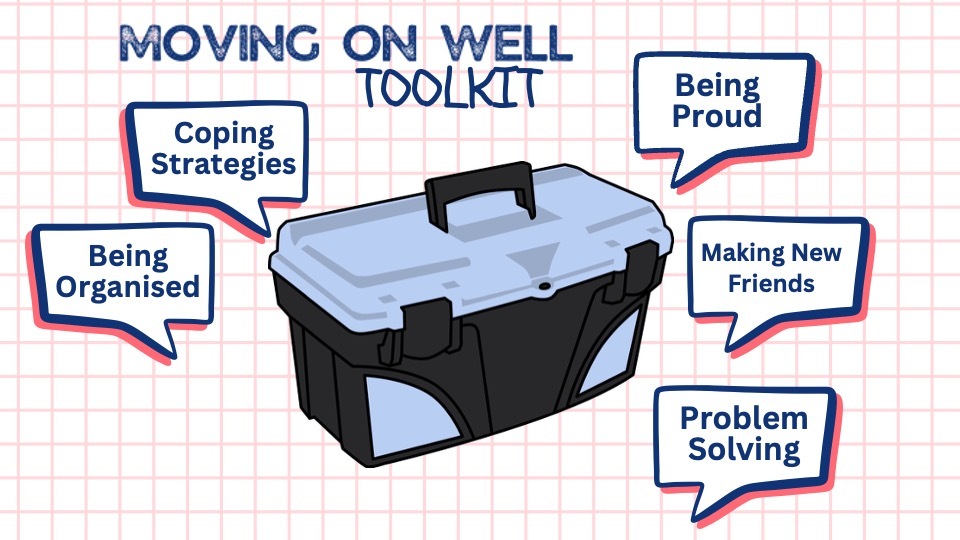 MOVING ON WELL
TOOLKIT
Coping
Strategies
Being
Organised
Being
Proud
Making New
Friends
Problem
Solving